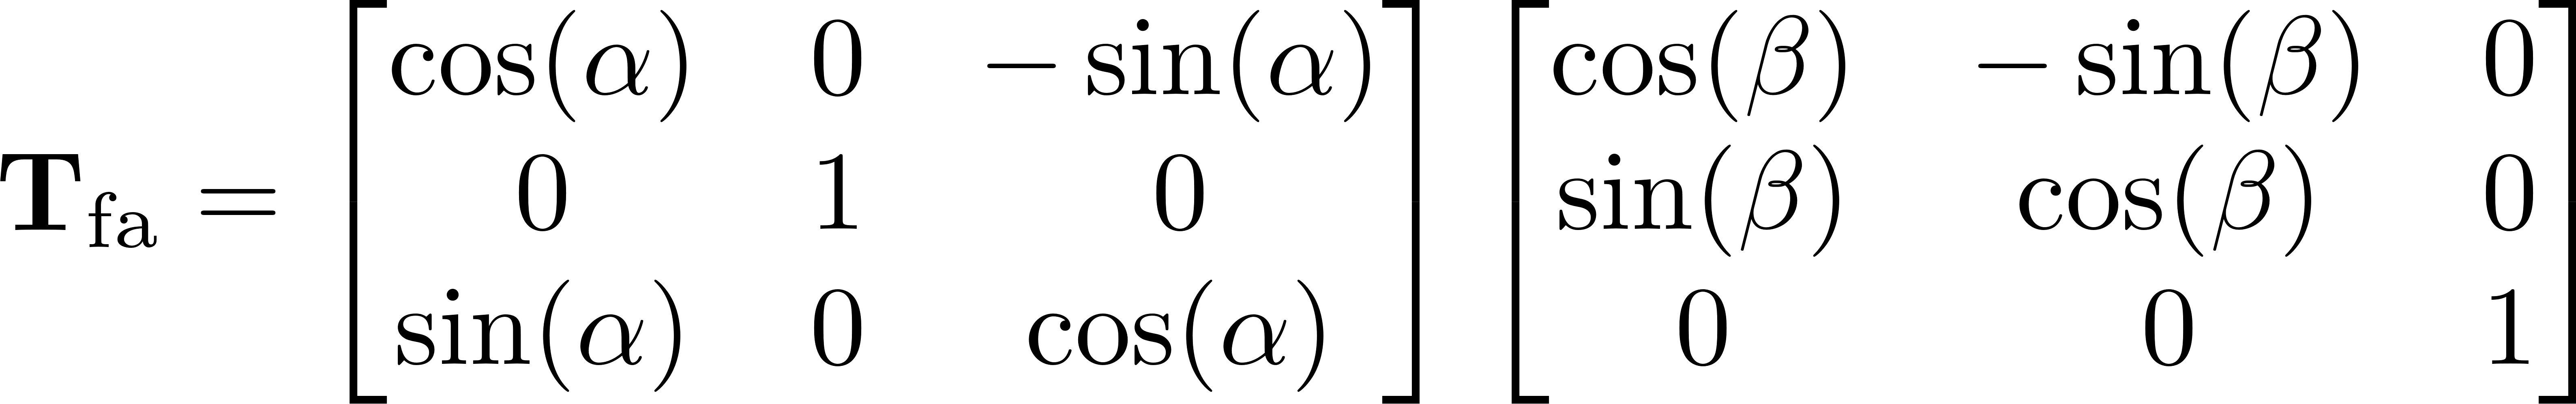 T_fa = [cos(α) 0 − sin(α)] [cos(β) − sin(β) 0]
[0 1 0] [sin(β) cos(β) 0]
[sin(α) 0 cos(α)] [0 0 1]